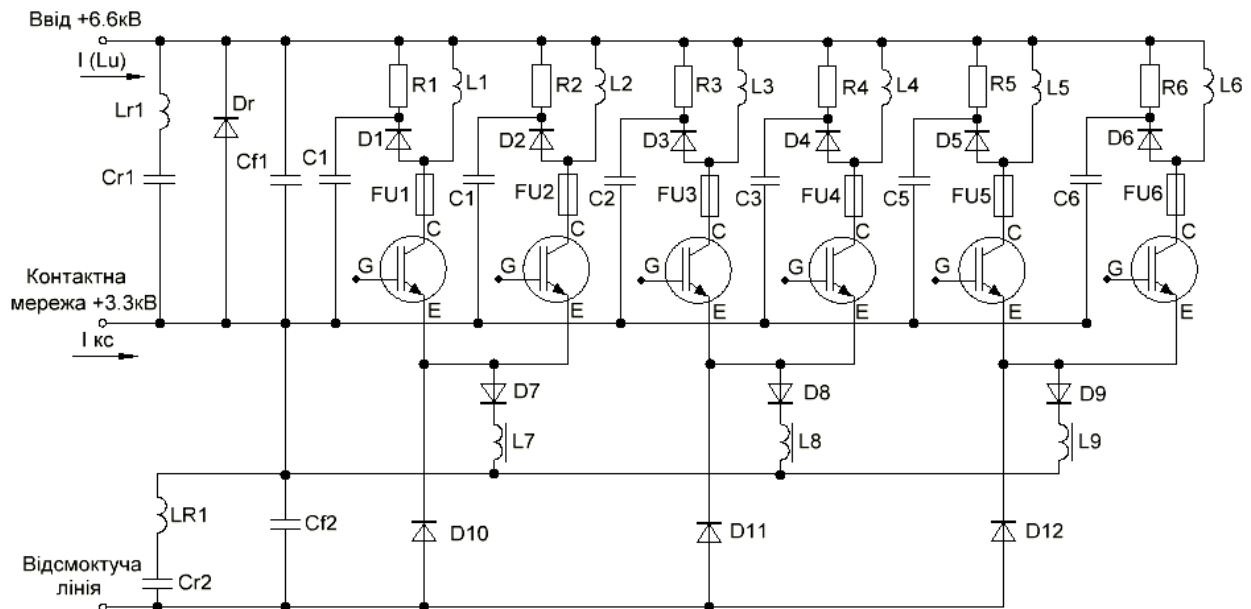 Ввід +6.6кВ
I (Lu)
Lr1
Dr
Cr1
Cf1
C1
R1
L1
D1
FU1
C
G
E
C1
R2
L2
D2
FU2
C
G
E
C2
R3
L3
D3
FU3
C
G
E
C3
R4
L4
D4
FU4
C
G
E
C5
R5
L5
D5
FU5
C
G
E
C6
R6
L6
D6
FU6
C
G
E
Контактна
мережа +3.3кВ
I кс
D7
L7
D8
L8
D9
L9
LR1
Cf2
Cr2
D10
D11
D12
Відсмоктуча
лінія